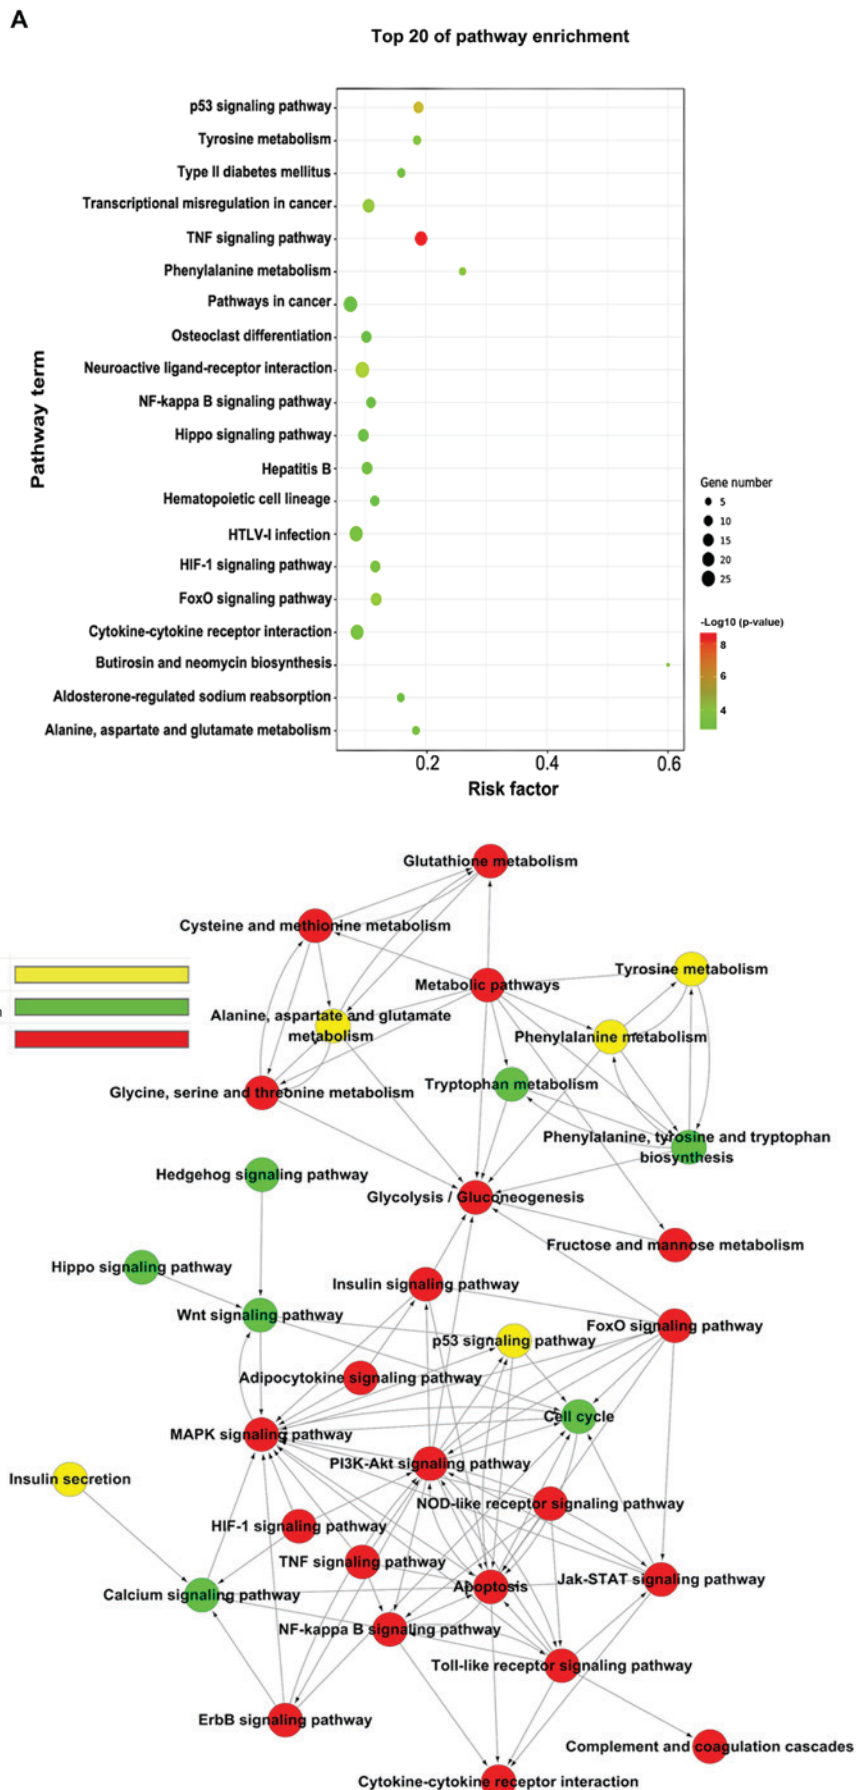 A
Top 20 of pathway enrichment
Pathway term
p53 signaling pathway
Tyrosine metabolism
Type II diabetes mellitus
Transcriptional misregulation in cancer
TNF signaling pathway
Phenylalanine metabolism
Pathways in cancer
Osteoclast differentiation
Neuroactive ligand-receptor interaction
NF-kappa B signaling pathway
Hippo signaling pathway
Hepatitis B
Hematopoietic cell lineage
HTLV-I infection
HIF-1 signaling pathway
FoxO signaling pathway
Cytokine-cytokine receptor interaction
Butirosin and neomycin biosynthesis
Aldosterone-regulated sodium reabsorption
Alanine, aspartate and glutamate metabolism
0.2 0.4 0.6
Risk factor
Gene number
5
10
15
20
25
-Log10 (p-value)
8
6
4
Glutathione metabolism
Cysteine and methionine metabolism
Tyrosine metabolism
Metabolic pathways
Alanine, aspartate and glutamate
metabolism
Phenylalanine metabolism
Tryptophan metabolism
Glycine, serine and threonine metabolism
Phenylalanine, tyrosine and tryptophan
biosynthesis
Hedgehog signaling pathway
Glycolysis / Gluconeogenesis
Fructose and mannose metabolism
Hippo signaling pathway
Insulin signaling pathway
Wnt signaling pathway
FoxO signaling pathway
p53 signaling pathway
Adipocytokine signaling pathway
Cell cycle
MAPK signaling pathway
PI3K-Akt signaling pathway
Insulin secretion
NOD-like receptor signaling pathway
HIF-1 signaling pathway
TNF signaling pathway
Jak-STAT signaling pathway
Apoptosis
Calcium signaling pathway
NF-kappa B signaling pathway
Toll-like receptor signaling pathway
ErbB signaling pathway
Complement and coagulation cascades
Cytokine-cytokine receptor interaction